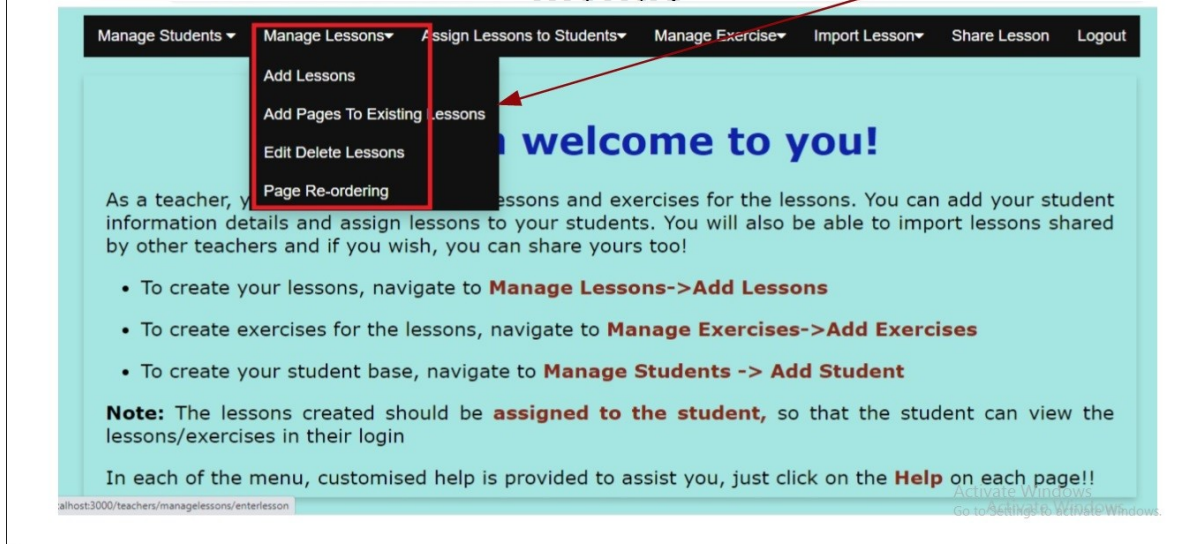 Manage Students Manage Lessons Assign Lessons to Students Manage Exercise Import Lesson Share Lesson Logout
Add Lessons
Add Pages To Existing Lessons
Edit Delete Lessons
Page Re-ordering
welcome to you!
As a teacher, essons and exercises for the lessons. You can add your student
information details and assign lessons to your students. You will also be able to import lessons shared
by other teachers and if you wish, you can share yours too!
• To create your lessons, navigate to Manage Lessons->Add Lessons
• To create exercises for the lessons, navigate to Manage Exercises->Add Exercises
• To create your student base, navigate to Manage Students -> Add Student
Note: The lessons created should be assigned to the student, so that the student can view the
lessons/exercises in their login
In each of the menu, customised help is provided to assist you, just click on the Help on each page!!
Activate Windows
Go to Settings to activate Windows.
alhost:3000/teachers/managelessons/enterlesson